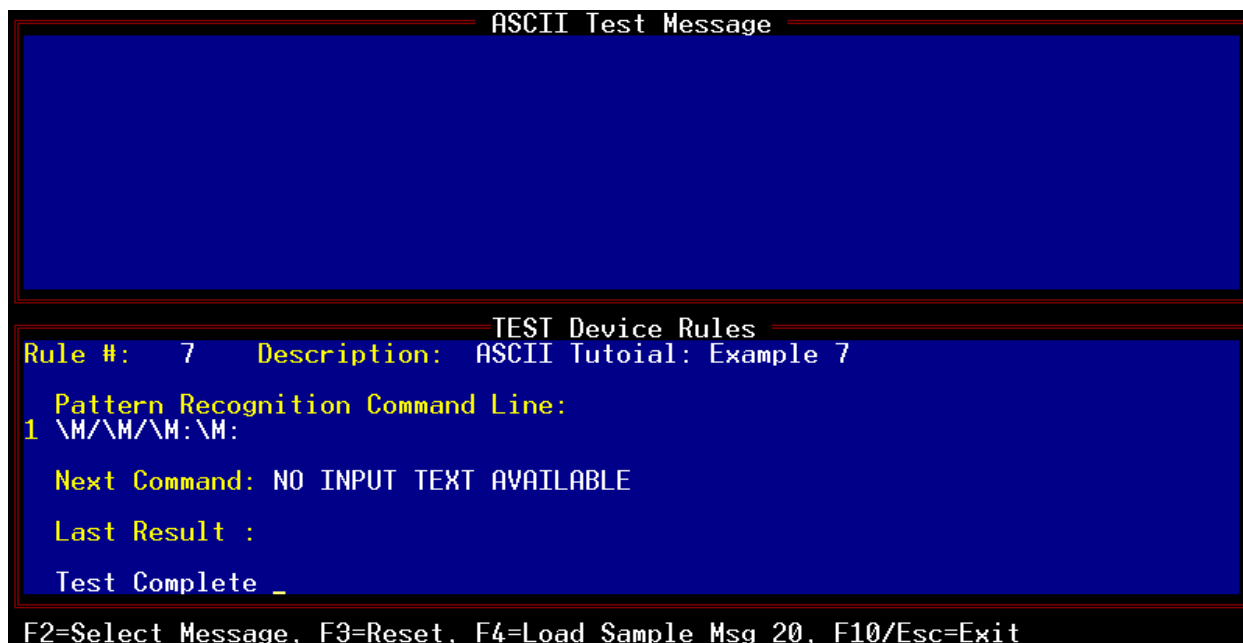 ASCII Test Message
TEST Device Rules
Rule #: 7 Description: ASCII Tutoial: Example 7
Pattern Recognition Command Line:
1 \M/\M/\M:\M:
Next Command: NO INPUT TEXT AVAILABLE
Last Result :
Test Complete _
F2=Select Message, F3=Reset, F4=Load Sample Msg 20, F10/Esc=Exit